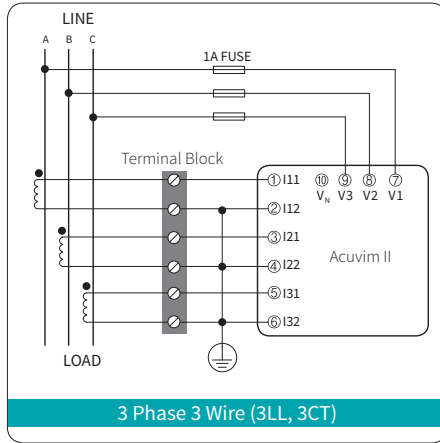 LINE
A B C
1A FUSE
Terminal Block
① I11
② I12
③ I21
④ I22
⑤ I31
⑥ I32
⑩ ⑨ ⑧ ⑦
VN V3 V2 V1
Acuvim II
LOAD
3 Phase 3 Wire (3LL, 3CT)